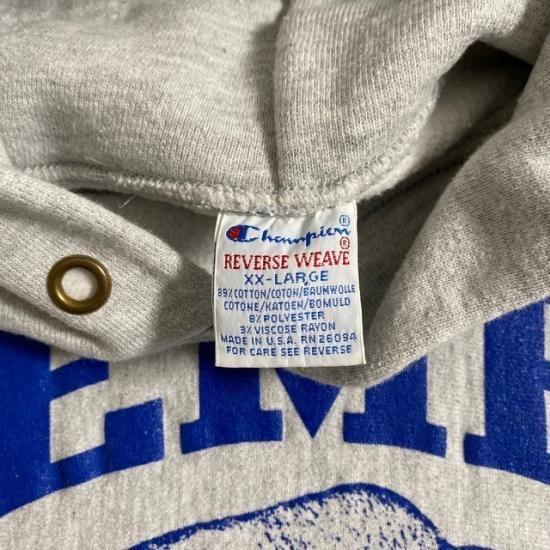 Champion®
REVERSE WEAVE®
XX-LARGE
89% COTTON/COTON/BAUMWOLLE
COTONE/KATOEN/BOMULD
8% POLYESTER
3% VISCOSE RAYON
MADE IN U.S.A. RN 26094
FOR CARE SEE REVERSE
EMP